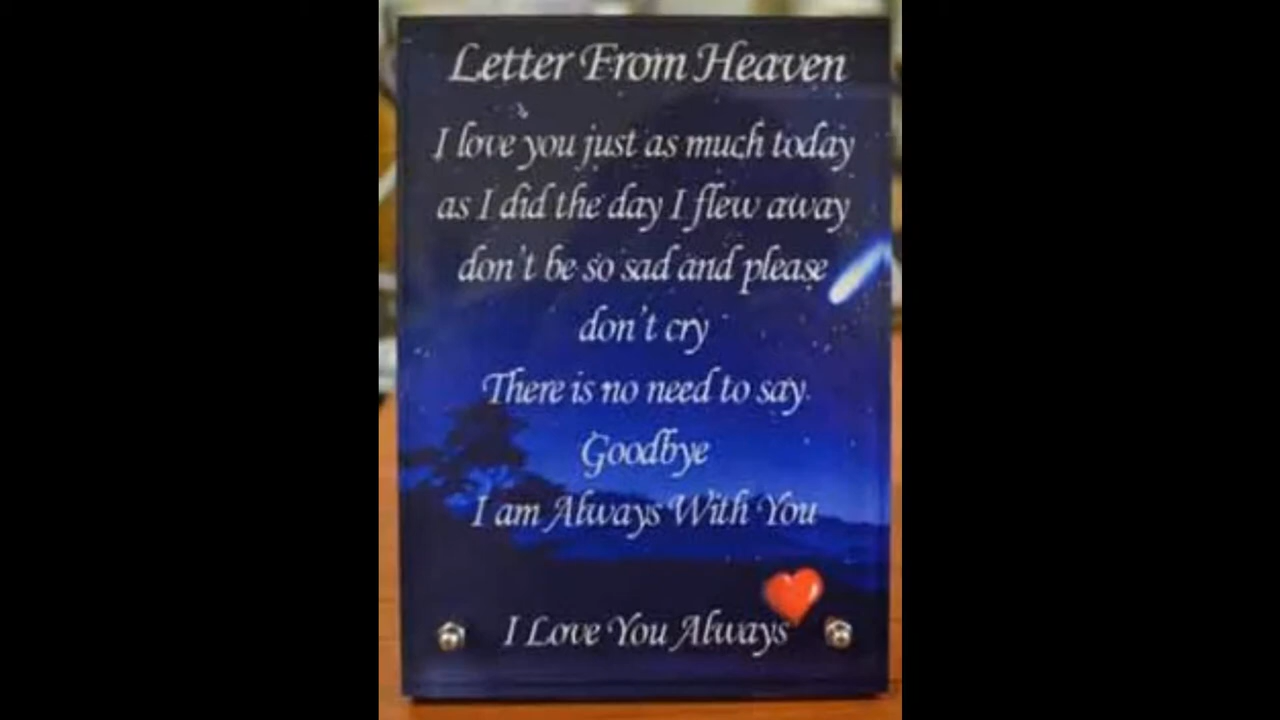 Letter From Heaven
I love you just as much today
as I did the day I flew away
don't be so sad and please
don't cry
There is no need to say
Goodbye
I am Always With You
I Love You Always